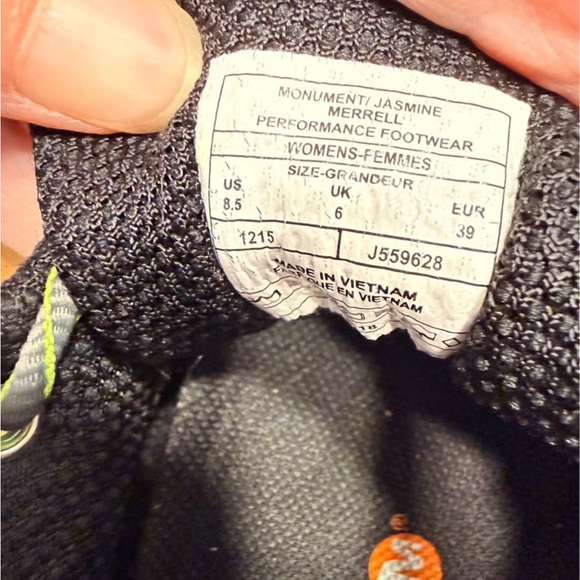 MONUMENT/ JASMINE
MERRELL
PERFORMANCE FOOTWEAR
WOMENS-FEMMES
SIZE-GRANDEUR
US UK EUR
8.5 6 39
1215 J559628
MADE IN VIETNAM
EN VIETNAM
18